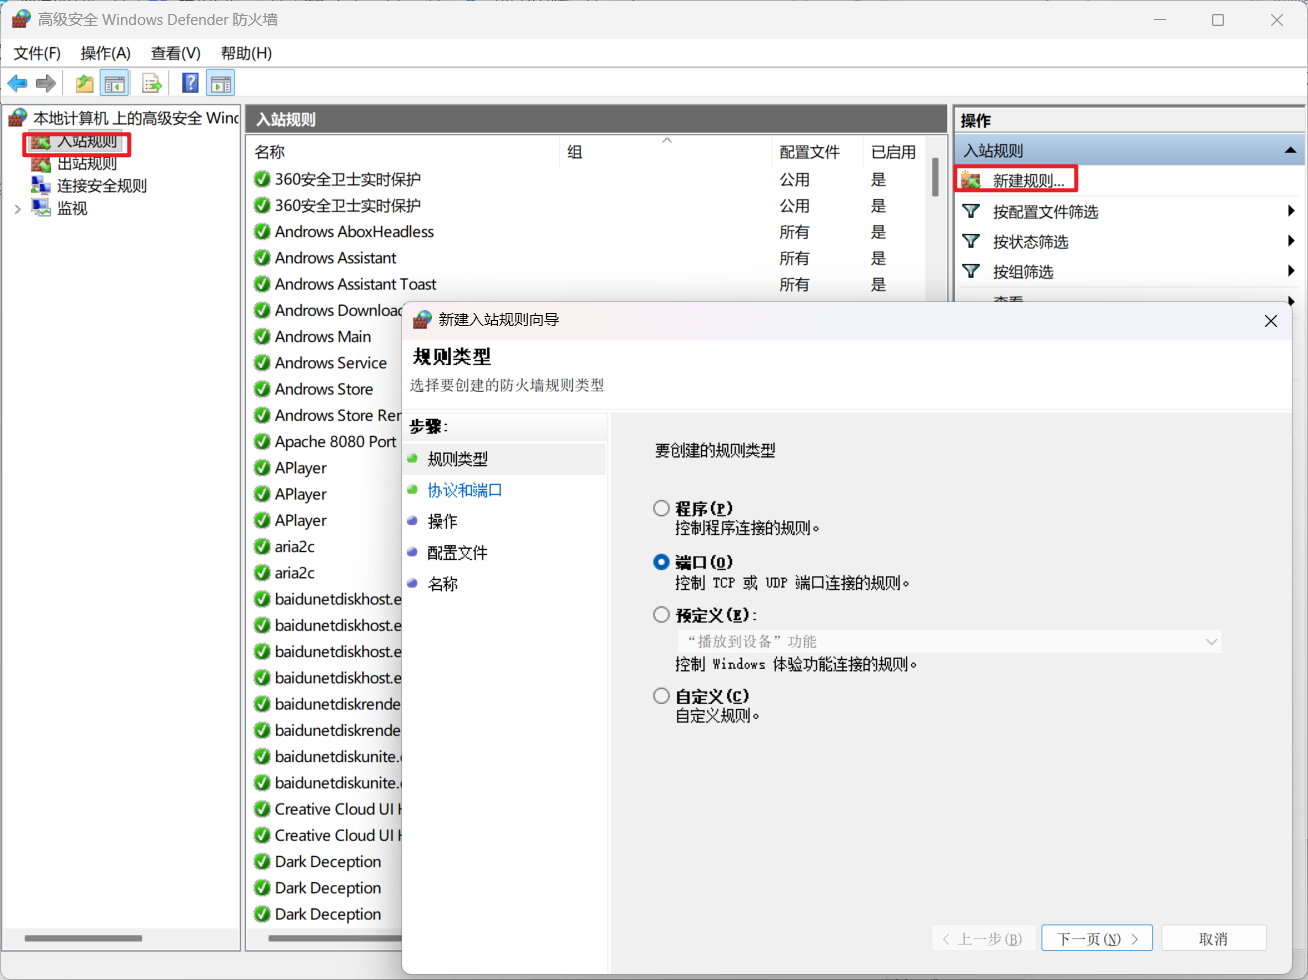 高级安全 Windows Defender 防火墙
文件(F) 操作(A) 查看(V) 帮助(H)
本地计算机 上的高级安全 Wind
入站规则
出站规则
连接安全规则
监视
入站规则
名称 组 配置文件 已启用
360安全卫士实时保护 公用 是
360安全卫士实时保护 公用 是
Androws AboxHeadless 所有 是
Androws Assistant 所有 是
Androws Assistant Toast 所有 是
Androws Download
Androws Main
Androws Service
Androws Store
Androws Store Ren
Apache 8080 Port
APlayer
APlayer
APlayer
aria2c
aria2c
baidunetdiskhost.e
baidunetdiskhost.e
baidunetdiskhost.e
baidunetdiskhost.e
baidunetdiskrende
baidunetdiskrende
baidunetdiskunite.e
baidunetdiskunite.e
Creative Cloud UI H
Creative Cloud UI H
Dark Deception
Dark Deception
Dark Deception
操作
入站规则
新建规则...
按配置文件筛选
按状态筛选
按组筛选
查看
新建入站规则向导
规则类型
选择要创建的防火墙规则类型
步骤:
规则类型
协议和端口
操作
配置文件
名称
要创建的规则类型
程序(P)
控制程序连接的规则。
端口(O)
控制 TCP 或 UDP 端口连接的规则。
预定义(E):
“播放到设备”功能
控制 Windows 体验功能连接的规则。
自定义(C)
自定义规则。
< 上一步(B) 下一页(N) > 取消